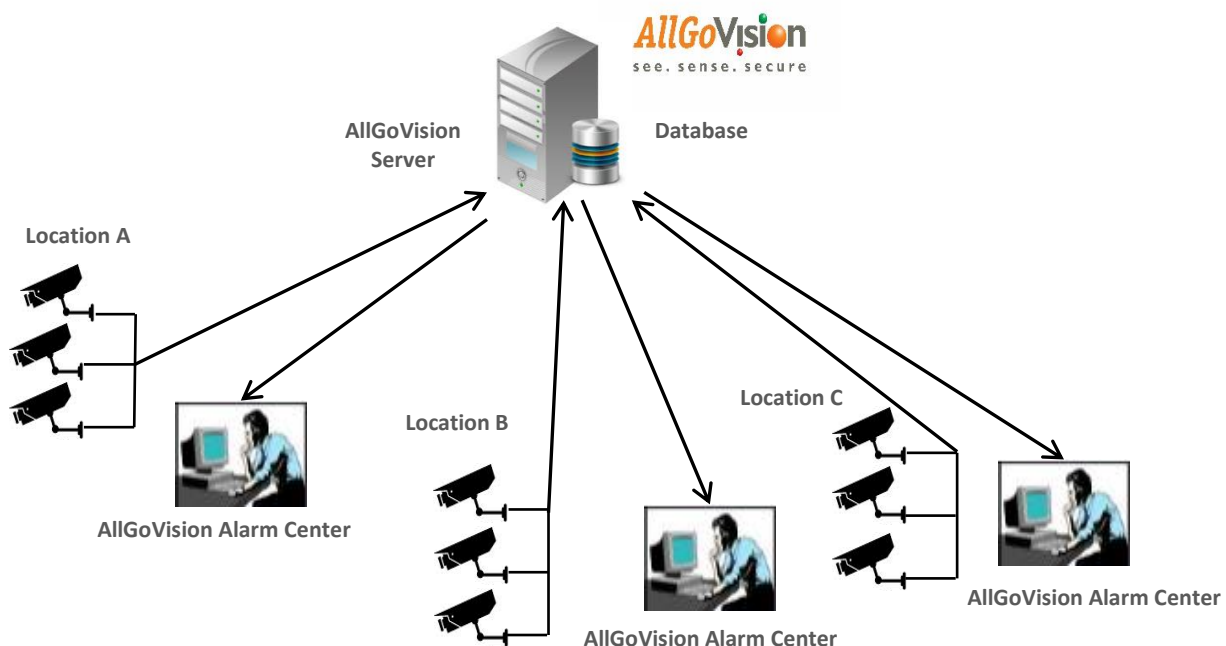 AllGoVision
see. sense. secure
AllGoVision
Server
Database
Location A
Location B
Location C
AllGoVision Alarm Center
AllGoVision Alarm Center
AllGoVision Alarm Center